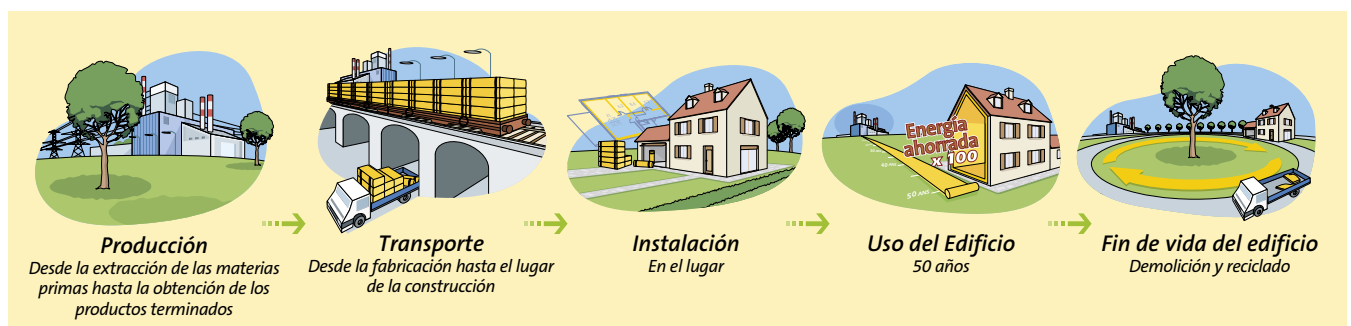 Energía
ahorrada
x 100
50 ANS
Producción
Desde la extracción de las materias
primas hasta la obtención de los
productos terminados
Transporte
Desde la fabricación hasta el lugar
de la construcción
Instalación
En el lugar
Uso del Edificio
50 años
Fin de vida del edificio
Demolición y reciclado